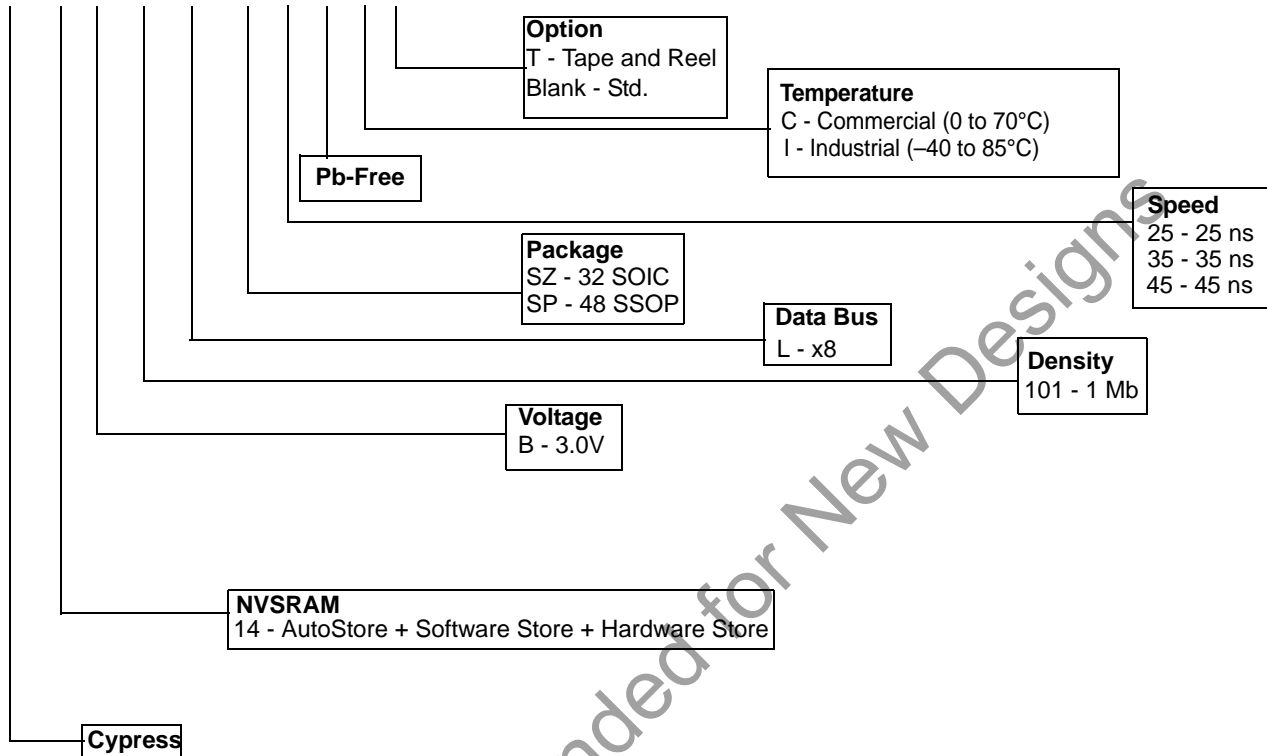 Option
T - Tape and Reel
Blank - Std.
Temperature
C - Commercial (0 to 70°C)
I - Industrial (–40 to 85°C)
Pb-Free
Speed
25 - 25 ns
35 - 35 ns
45 - 45 ns
Package
SZ - 32 SOIC
SP - 48 SSOP
Data Bus
L - x8
Density
101 - 1 Mb
Voltage
B - 3.0V
NVSRAM
14 - AutoStore + Software Store + Hardware Store
Cypress
for New Designs